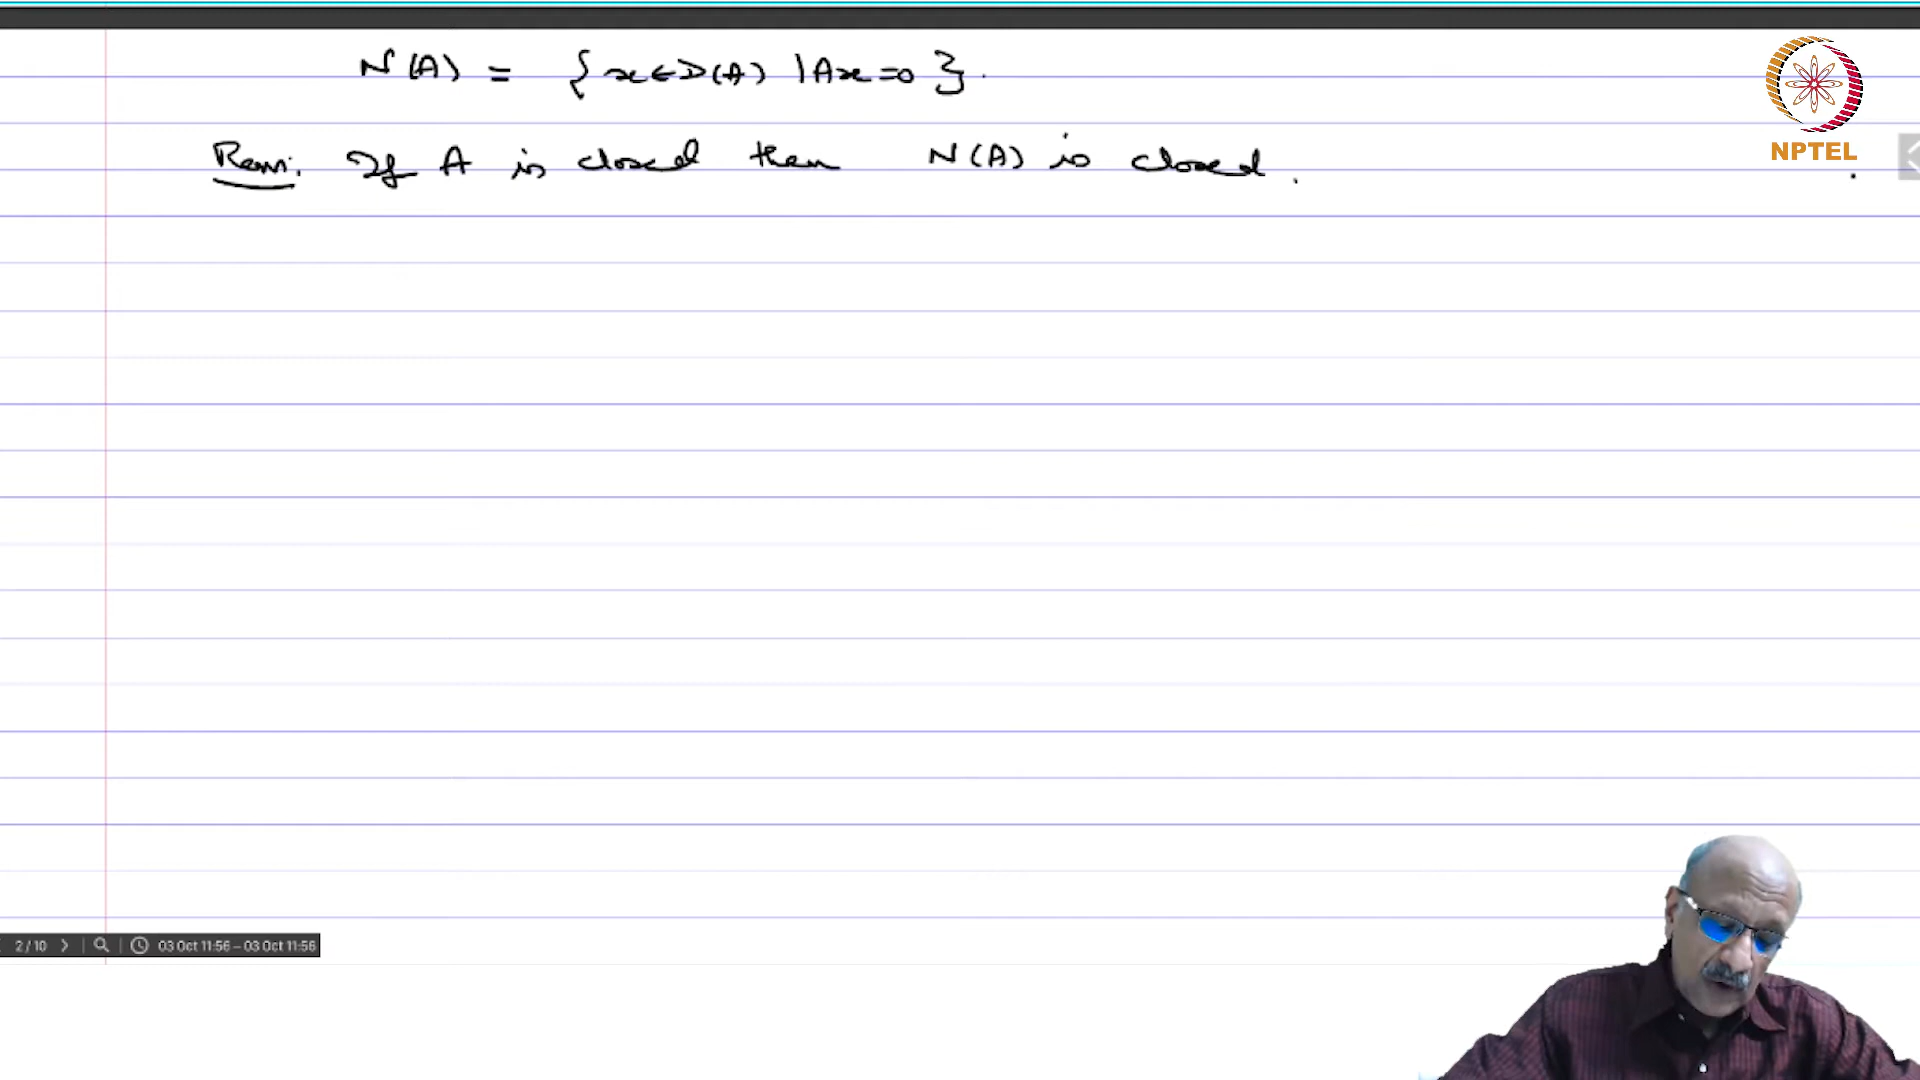 N(A) = {x∈D(A) | Ax=0}.
Rem: If A is closed then N(A) is closed.
NPTEL
2/10 > 03 Oct 11:56 – 03 Oct 11:56